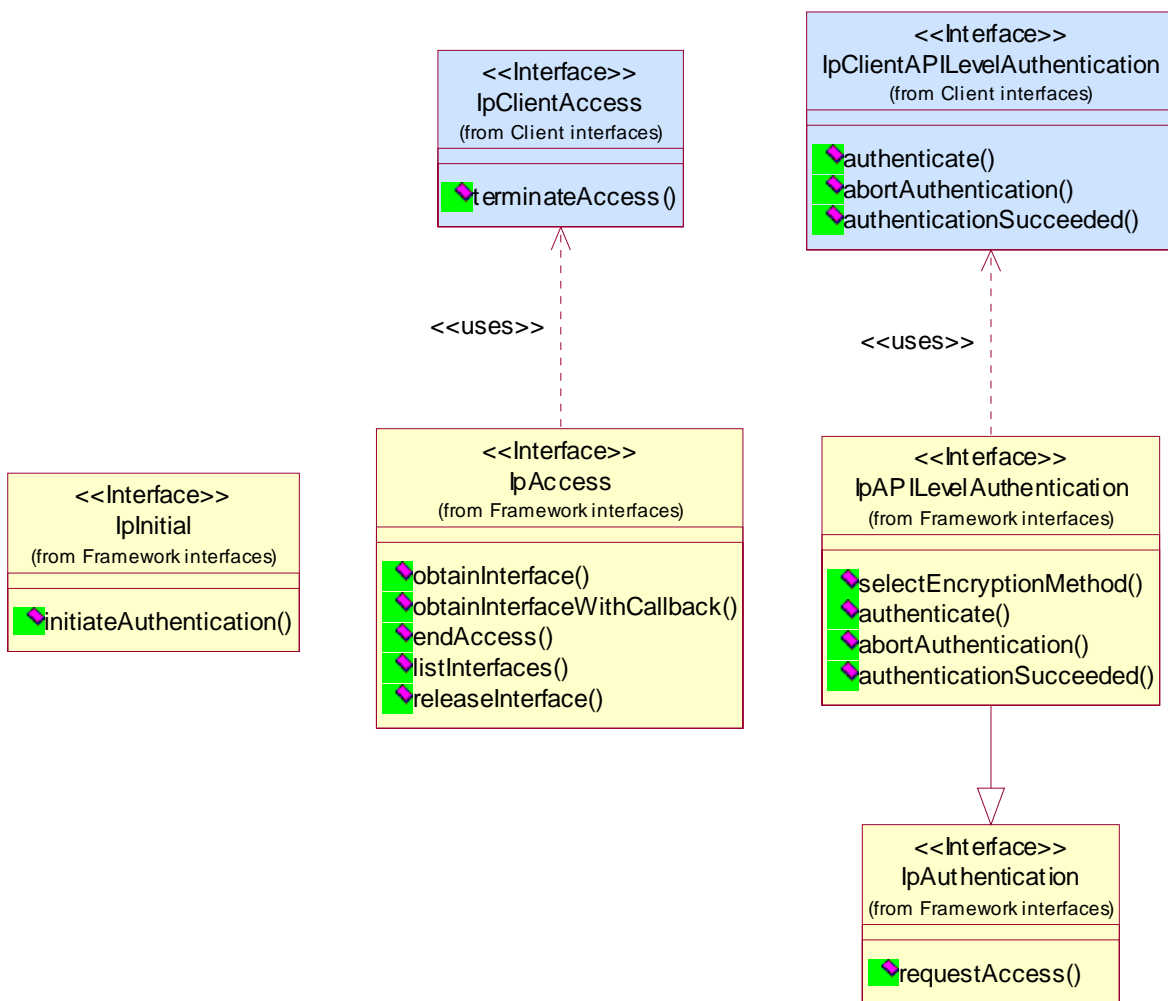 <<Interface>>
IpClientAccess
(from Client interfaces)
terminateAccess()
<<Interface>>
IpClientAPILevelAuthentication
(from Client interfaces)
authenticate()
abortAuthentication()
authenticationSucceeded()
<<uses>>
<<uses>>
<<Interface>>
IpInitial
(from Framework interfaces)
initiateAuthentication()
<<Interface>>
IpAccess
(from Framework interfaces)
obtainInterface()
obtainInterfaceWithCallback()
endAccess()
listInterfaces()
releaseInterface()
<<Interface>>
IpAPILevelAuthentication
(from Framework interfaces)
selectEncryptionMethod()
authenticate()
abortAuthentication()
authenticationSucceeded()
<<Interface>>
IpAuthentication
(from Framework interfaces)
requestAccess()